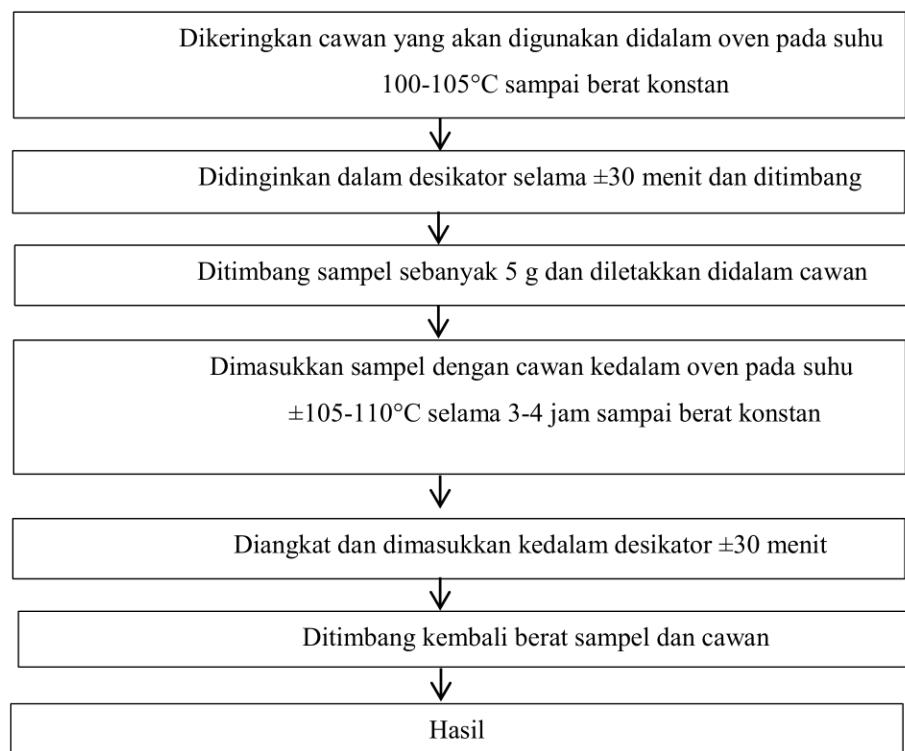 Dikeringkan cawan yang akan digunakan didalam oven pada suhu
100-105°C sampai berat konstan
Didinginkan dalam desikator selama ±30 menit dan ditimbang
Ditimbang sampel sebanyak 5 g dan diletakkan didalam cawan
Dimasukkan sampel dengan cawan kedalam oven pada suhu
±105-110°C selama 3-4 jam sampai berat konstan
Diangkat dan dimasukkan kedalam desikator ±30 menit
Ditimbang kembali berat sampel dan cawan
Hasil